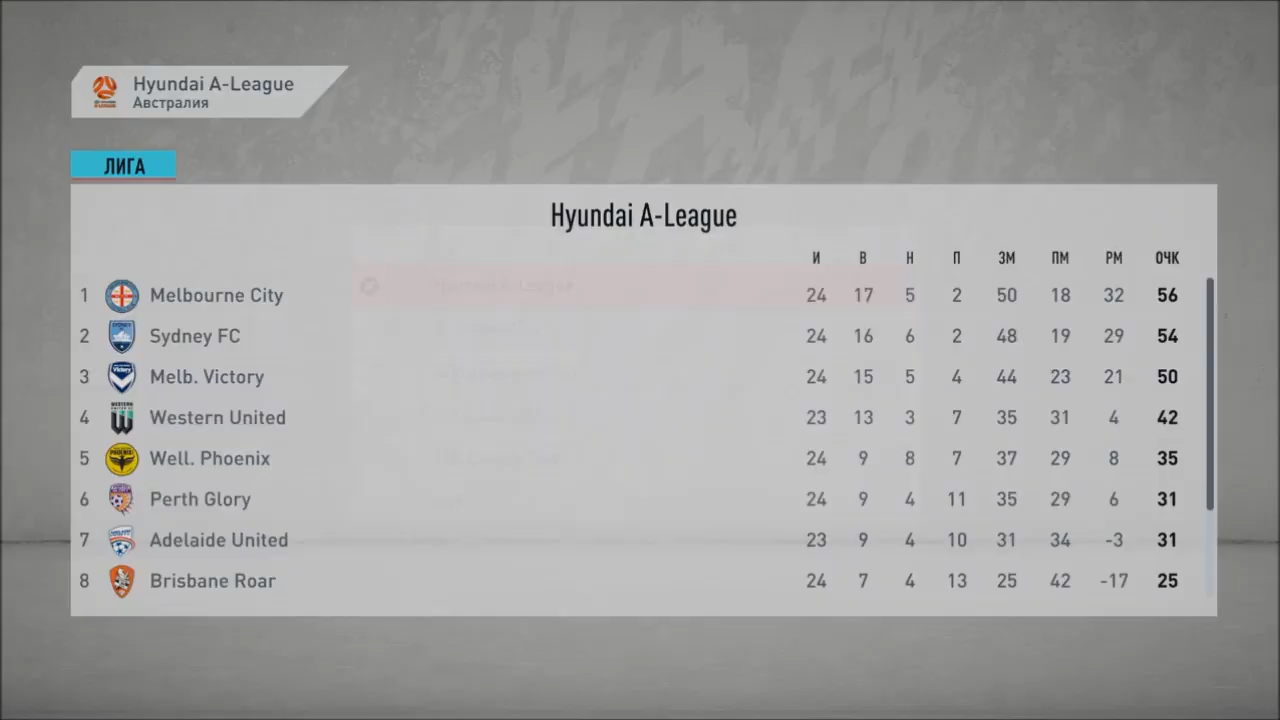 Hyundai A-League
Австралия
ЛИГА
Hyundai A-League
И В Н П ЗМ ПМ РМ ОЧК
1 Melbourne City 24 17 5 2 50 18 32 56
2 Sydney FC 24 16 6 2 48 19 29 54
3 Melb. Victory 24 15 5 4 44 23 21 50
4 Western United 23 13 3 7 35 31 4 42
5 Well. Phoenix 24 9 8 7 37 29 8 35
6 Perth Glory 24 9 4 11 35 29 6 31
7 Adelaide United 23 9 4 10 31 34 -3 31
8 Brisbane Roar 24 7 4 13 25 42 -17 25